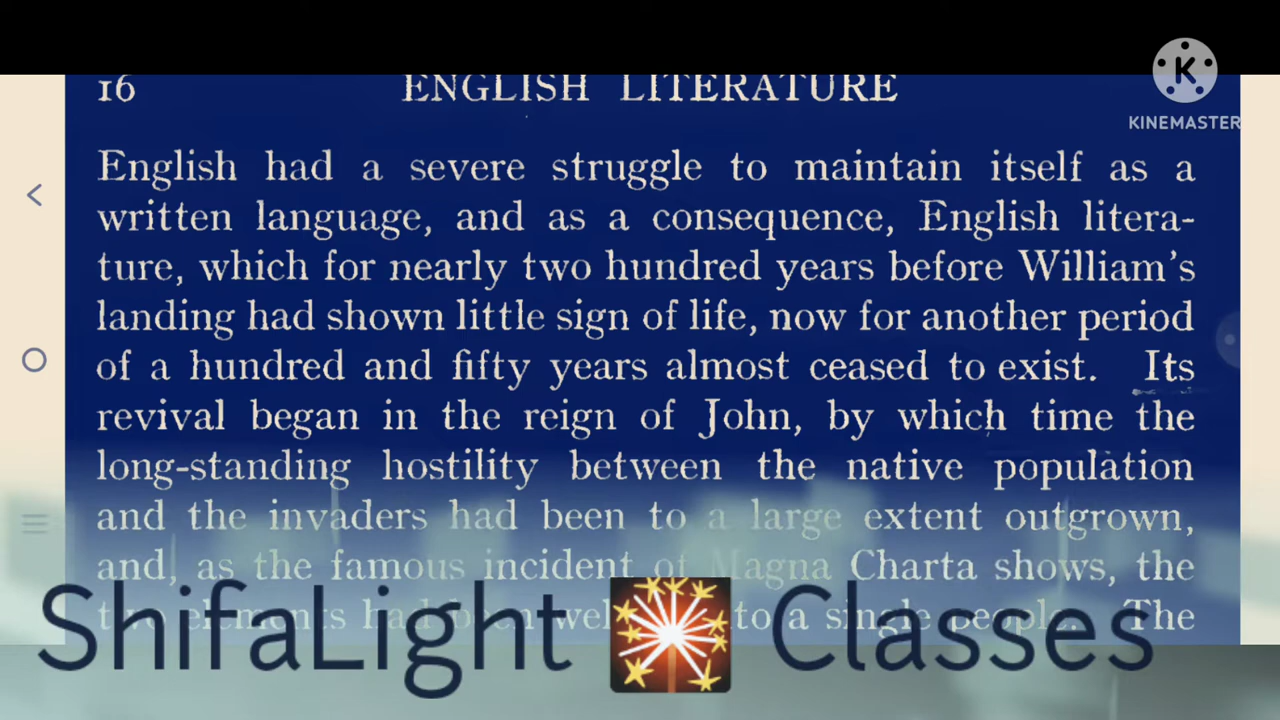 16 ENGLISH LITERATURE
KINEMASTER
English had a severe struggle to maintain itself as a
written language, and as a consequence, English litera-
ture, which for nearly two hundred years before William's
landing had shown little sign of life, now for another period
of a hundred and fifty years almost ceased to exist. Its
revival began in the reign of John, by which time the
long-standing hostility between the native population
and the invaders had been to a large extent outgrown,
and, as the famous incident of Magna Charta shows, the
elements had been to a single people. The
ShifaLight Classes